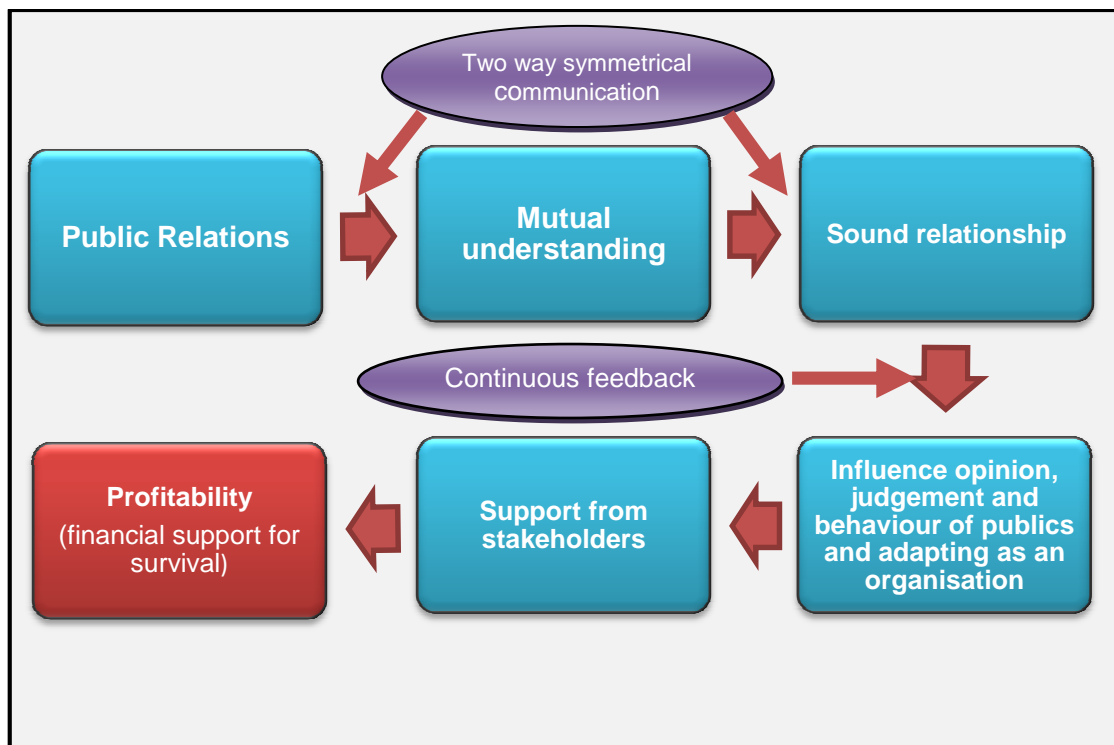 Two way symmetrical
communication
Public Relations
Mutual
understanding
Sound relationship
Continuous feedback
Profitability
(financial support for
survival)
Support from
stakeholders
Influence opinion,
judgement and
behaviour of publics
and adapting as an
organisation